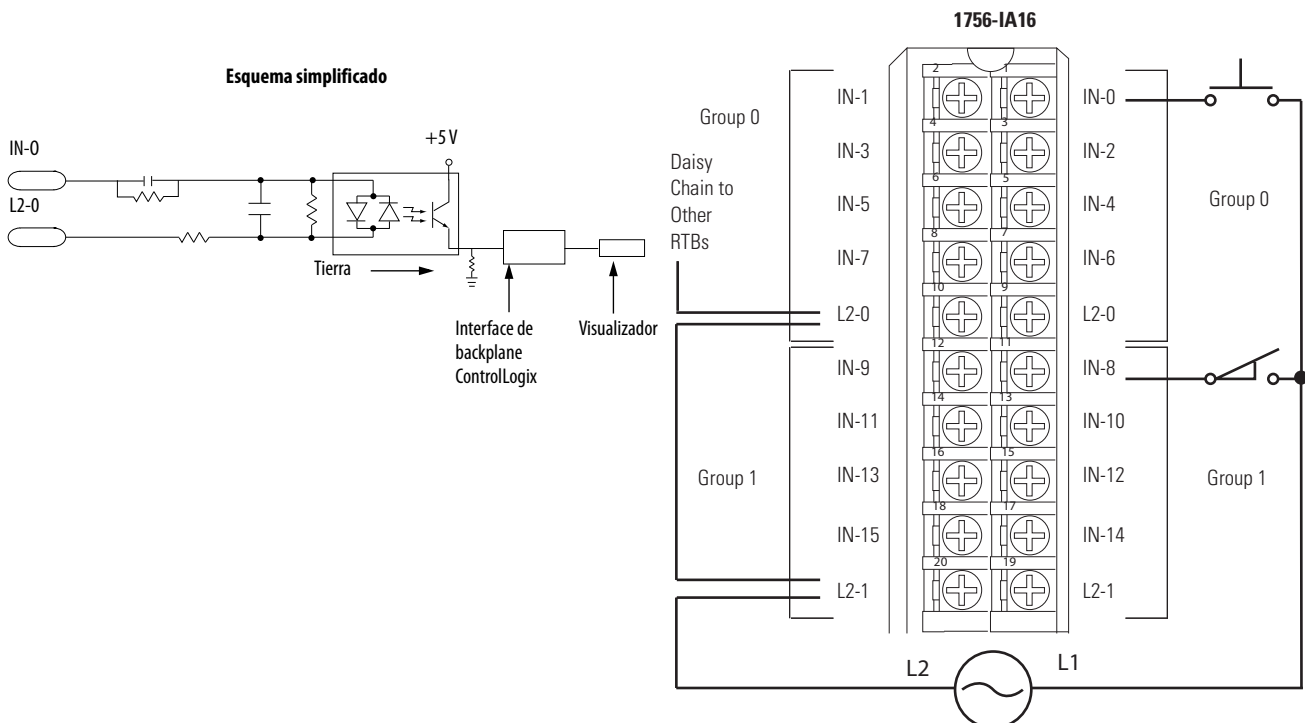 1756-IA16
Esquema simplificado
IN-O
L2-0
+5 V
Tierra
Interface de
backplane
ControlLogix
Visualizador
Group 0
Daisy
Chain to
Other
RTBs
Group 1
IN-1
IN-3
IN-5
IN-7
L2-0
IN-9
IN-11
IN-13
IN-15
L2-1
2 1
4 3
6 5
8 7
10 9
12 11
14 13
16 15
18 17
20 19
IN-0
IN-2
IN-4
IN-6
L2-0
IN-8
IN-10
IN-12
IN-14
L2-1
Group 0
Group 1
L2 L1